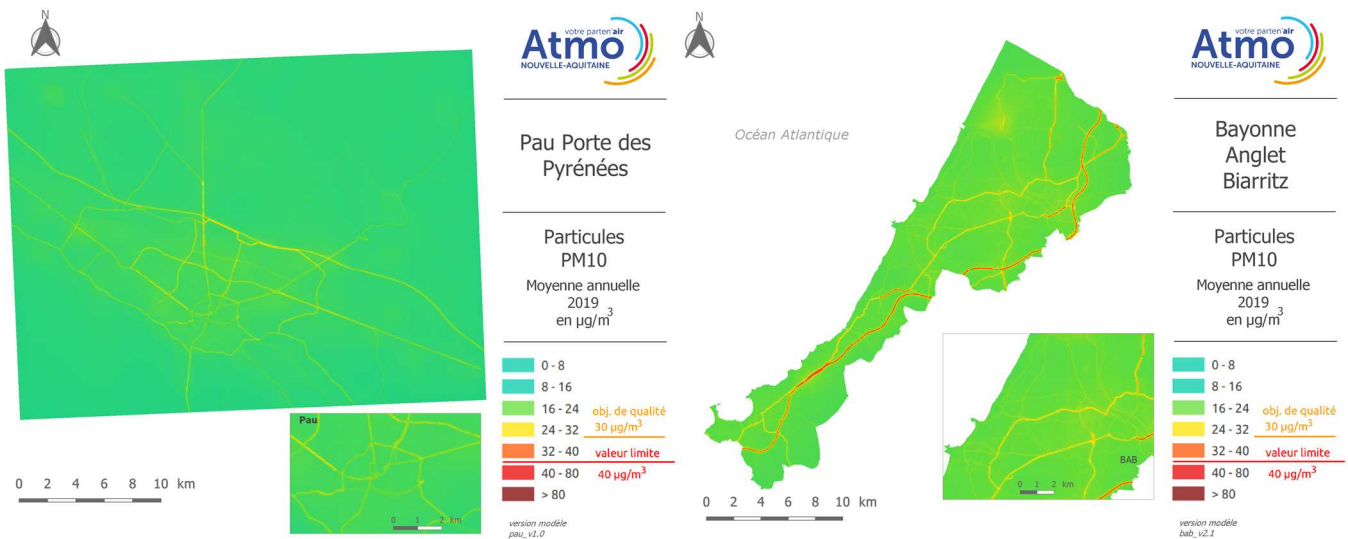 N
votre parten'air
Atmo
NOUVELLE-AQUITAINE
Pau Porte des
Pyrénées
Particules
PM10
Moyenne annuelle
2019
en µg/m³
0 - 8
8 - 16
16 - 24
24 - 32
32 - 40
40 - 80
> 80
obj. de qualité
30 µg/m³
valeur limite
40 µg/m³
version modèle
pau_v1.0
Pau
0 1 2 km
0 2 4 6 8 10 km
N
Océan Atlantique
BAB
0 1 2 km
0 2 4 6 8 10 km
votre parten'air
Atmo
NOUVELLE-AQUITAINE
Bayonne
Anglet
Biarritz
Particules
PM10
Moyenne annuelle
2019
en µg/m³
0 - 8
8 - 16
16 - 24
24 - 32
32 - 40
40 - 80
> 80
obj. de qualité
30 µg/m³
valeur limite
40 µg/m³
version modèle
bab_v2.1